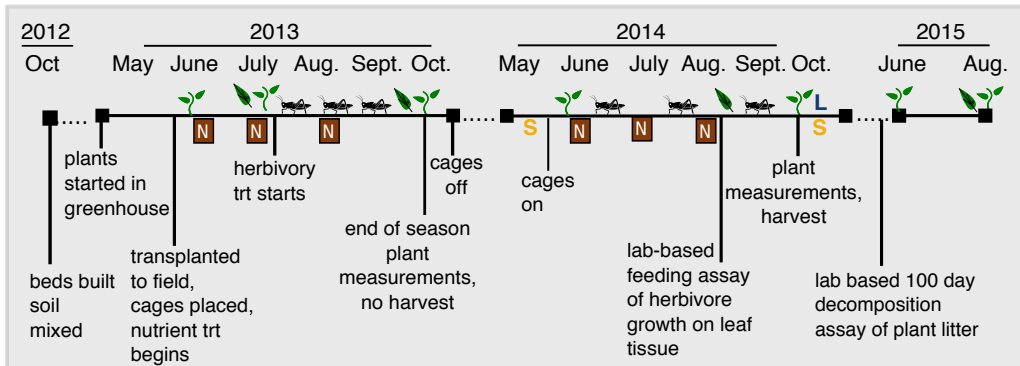 2012
2013
2014
2015
Oct
May June July Aug. Sept. Oct.
May June July Aug. Sept. Oct.
June Aug.
L
N N N
S
N N N
S
plants
started in
greenhouse
herbivory
trt starts
cages
off
cages
on
plant
measurements,
harvest
beds built
soil
mixed
transplanted
to field,
cages placed,
nutrient trt
begins
end of season
plant
measurements,
no harvest
lab-based
feeding assay
of herbivore
growth on leaf
tissue
lab based 100 day
decomposition
assay of plant litter